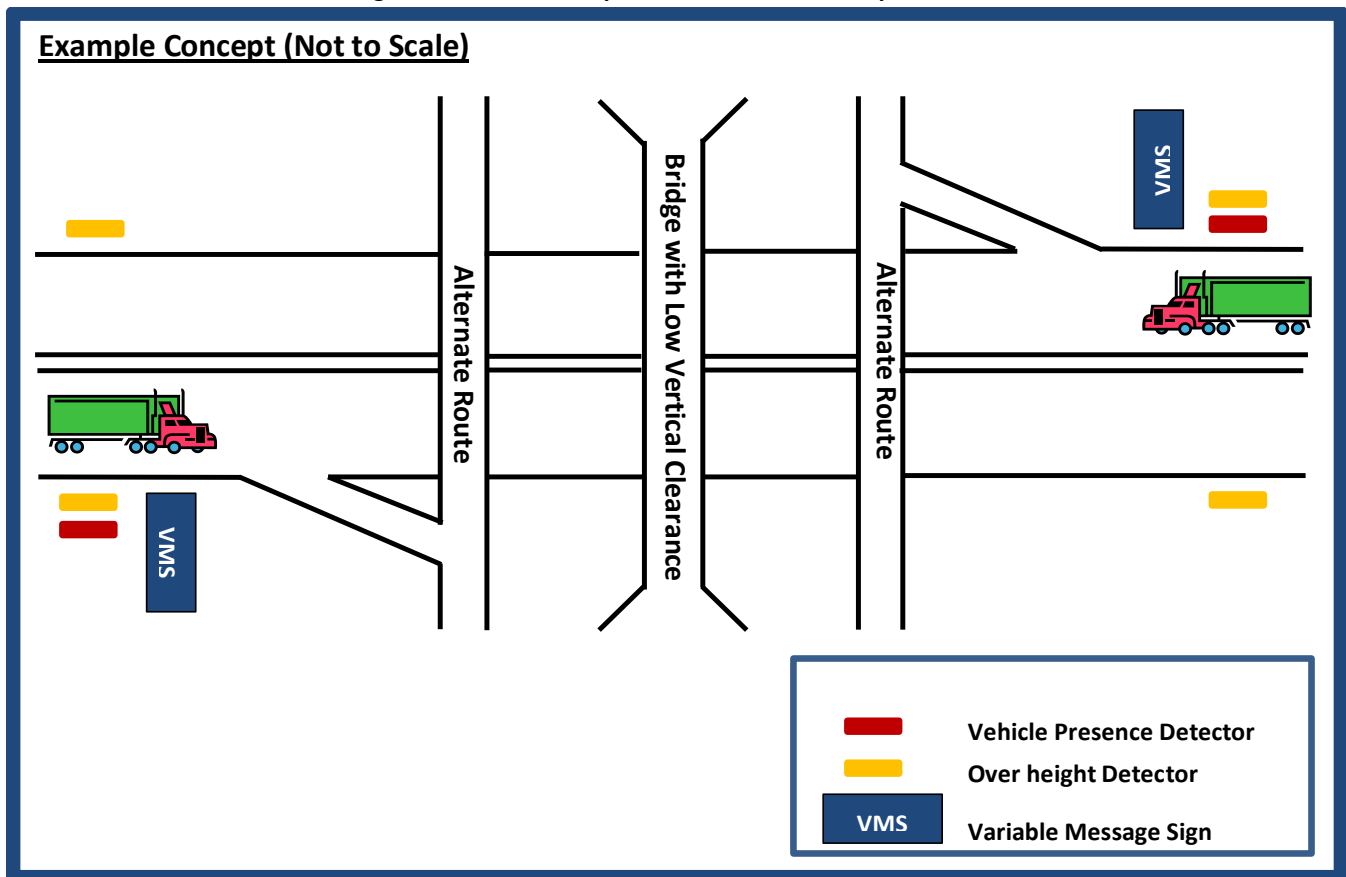 Example Concept (Not to Scale)
VMS
Alternate Route
Bridge with Low Vertical Clearance
Alternate Route
VMS
Vehicle Presence Detector
Over height Detector
VMS
Variable Message Sign